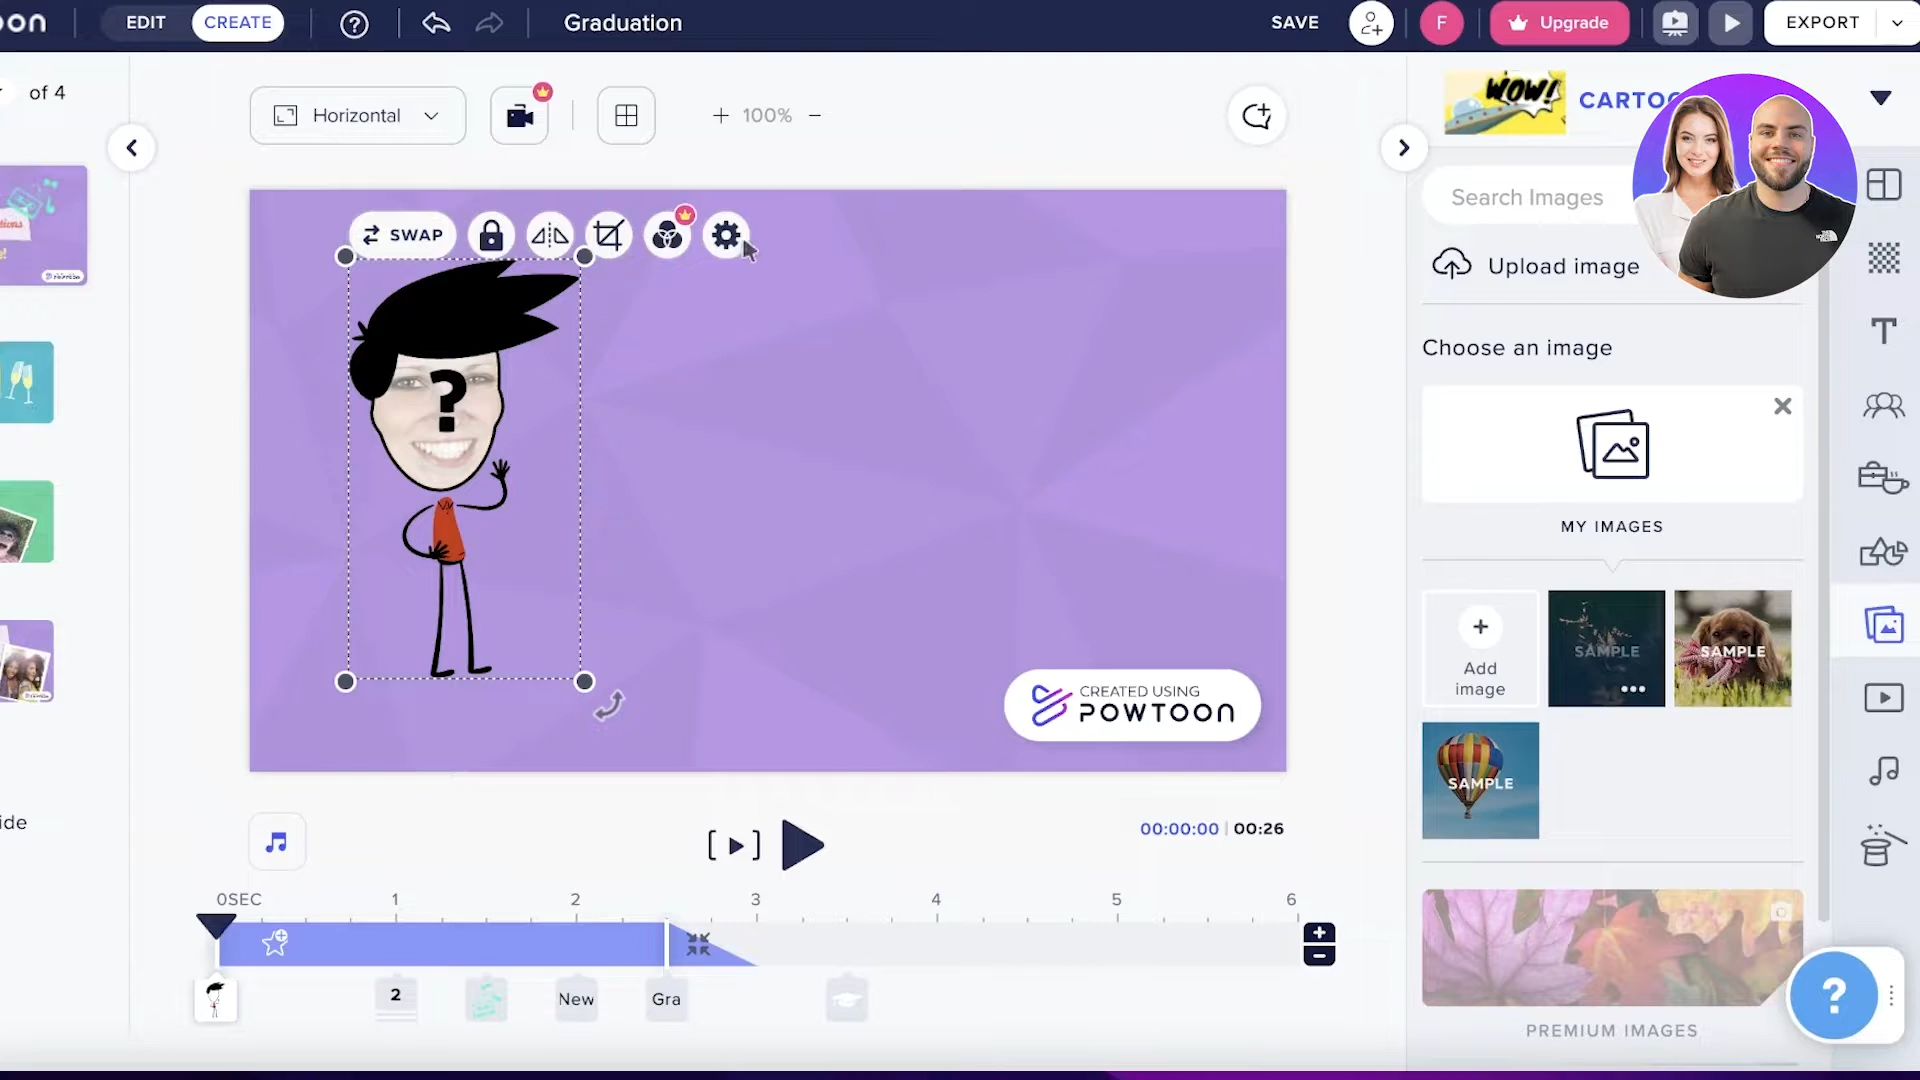 EDIT
CREATE
?
Graduation
SAVE
F
Upgrade
EXPORT
of 4
Horizontal
+ 100% −
WOW!
CARTOO
Search Images
Upload image
SWAP
?
Choose an image
MY IMAGES
+
Add
image
SAMPLE
SAMPLE
SAMPLE
CREATED USING
POWTOON
ide
00:00:00 | 00:26
0SEC 1 2 3 4 5 6
+
−
2
New
Gra
PREMIUM IMAGES
?